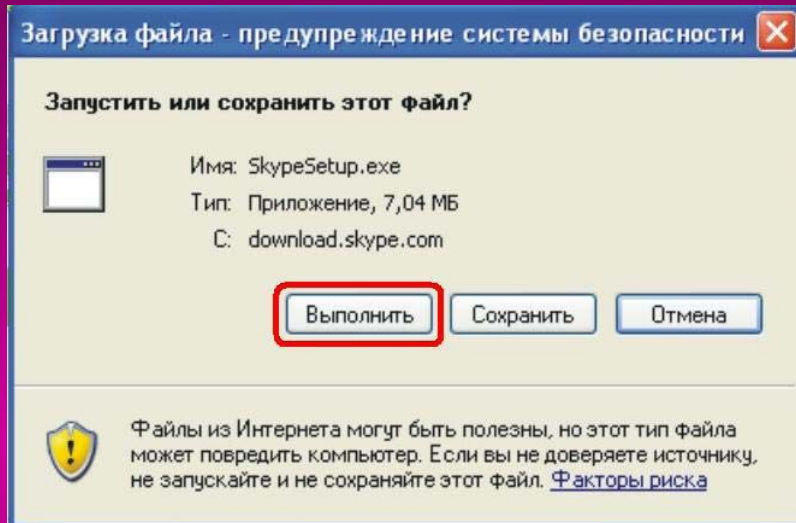 Загрузка файла - предупреждение системы безопасности
Запустить или сохранить этот файл?
Имя: SkypeSetup.exe
Тип: Приложение, 7,04 МБ
С: download.skype.com
Выполнить Сохранить Отмена
Файлы из Интернета могут быть полезны, но этот тип файла
может повредить компьютер. Если вы не доверяете источнику,
не запускайте и не сохраняйте этот файл. Факторы риска